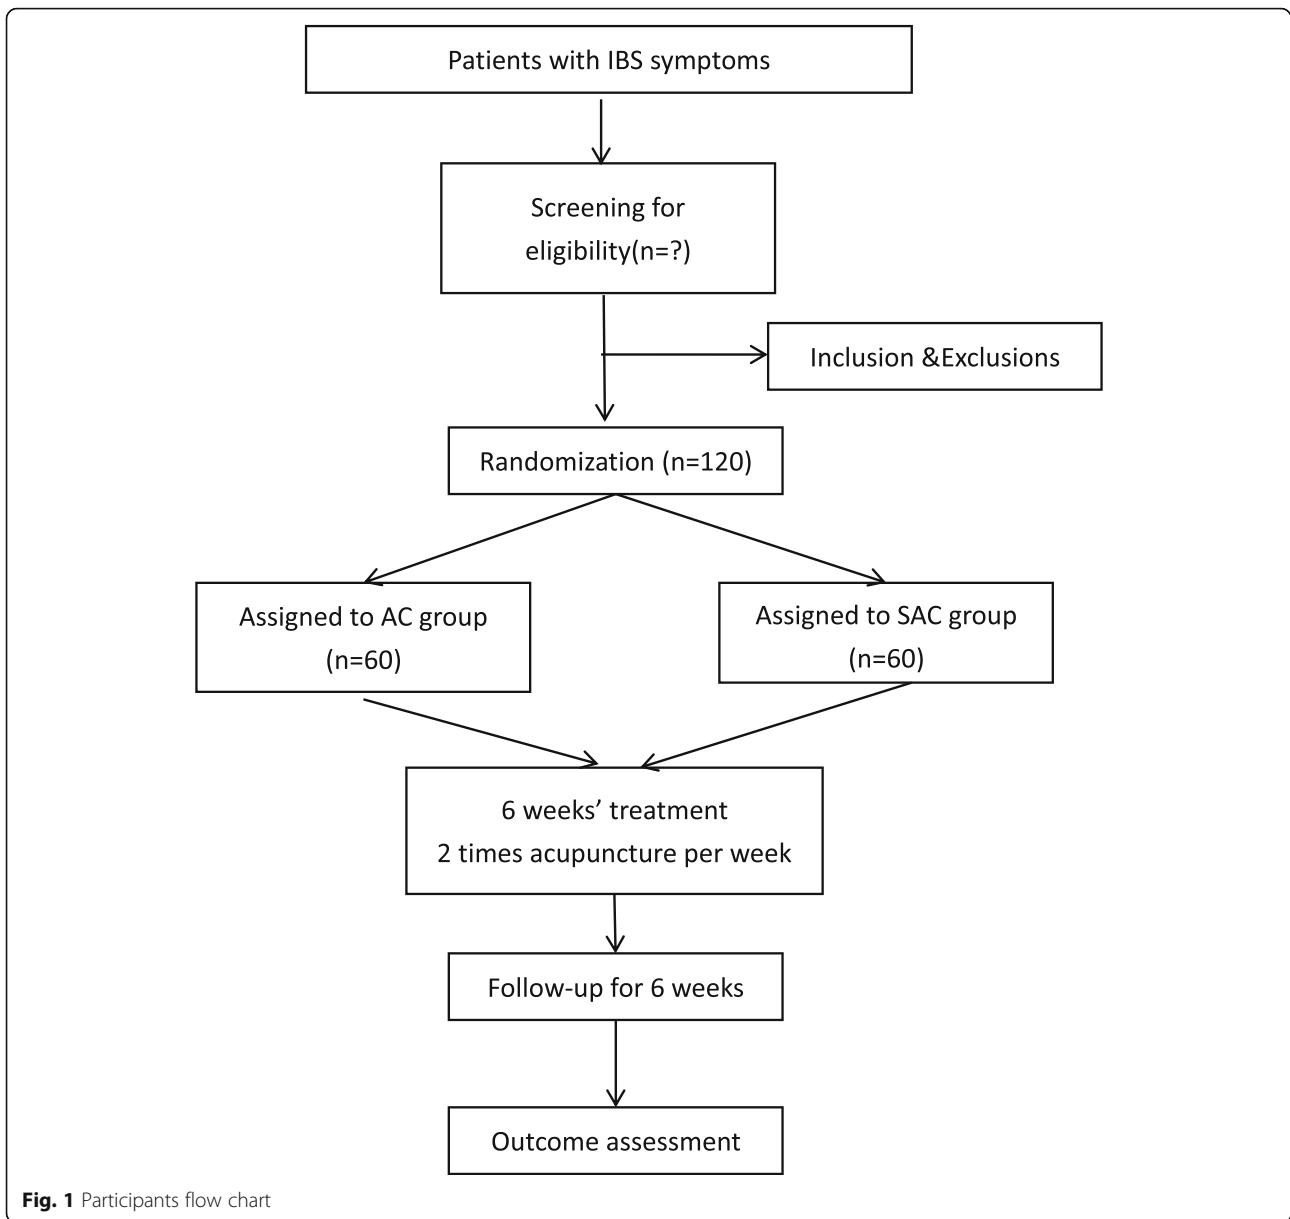 Patients with IBS symptoms
Screening for
eligibility(n=?)
Inclusion &Exclusions
Randomization (n=120)
Assigned to AC group
(n=60)
Assigned to SAC group
(n=60)
6 weeks’ treatment
2 times acupuncture per week
Follow-up for 6 weeks
Outcome assessment
Fig. 1 Participants flow chart